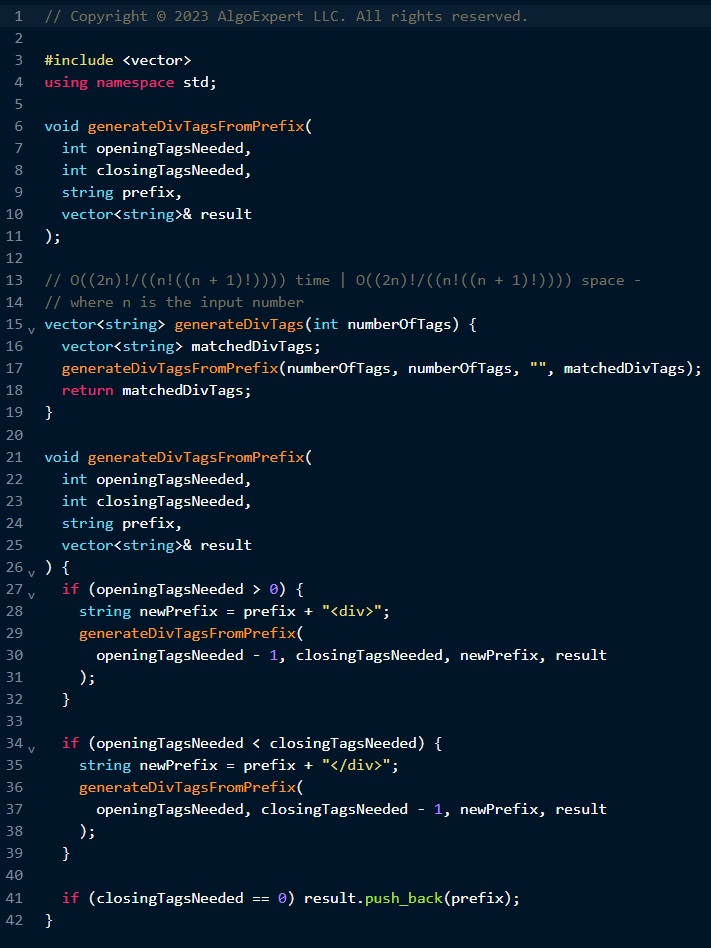 1 // Copyright © 2023 AlgoExpert LLC. All rights reserved.
2
3 #include <vector>
4 using namespace std;
5
6 void generateDivTagsFromPrefix(
7   int openingTagsNeeded,
8   int closingTagsNeeded,
9   string prefix,
10   vector<string>& result
11 );
12
13 // O((2n)!/((n!((n + 1)!)))) time | O((2n)!/((n!((n + 1)!)))) space -
14 // where n is the input number
15 vector<string> generateDivTags(int numberOfTags) {
16   vector<string> matchedDivTags;
17   generateDivTagsFromPrefix(numberOfTags, numberOfTags, "", matchedDivTags);
18   return matchedDivTags;
19 }
20
21 void generateDivTagsFromPrefix(
22   int openingTagsNeeded,
23   int closingTagsNeeded,
24   string prefix,
25   vector<string>& result
26 ) {
27   if (openingTagsNeeded > 0) {
28     string newPrefix = prefix + "<div>";
29     generateDivTagsFromPrefix(
30       openingTagsNeeded - 1, closingTagsNeeded, newPrefix, result
31     );
32   }
33
34   if (openingTagsNeeded < closingTagsNeeded) {
35     string newPrefix = prefix + "</div>";
36     generateDivTagsFromPrefix(
37       openingTagsNeeded, closingTagsNeeded - 1, newPrefix, result
38     );
39   }
40
41   if (closingTagsNeeded == 0) result.push_back(prefix);
42 }